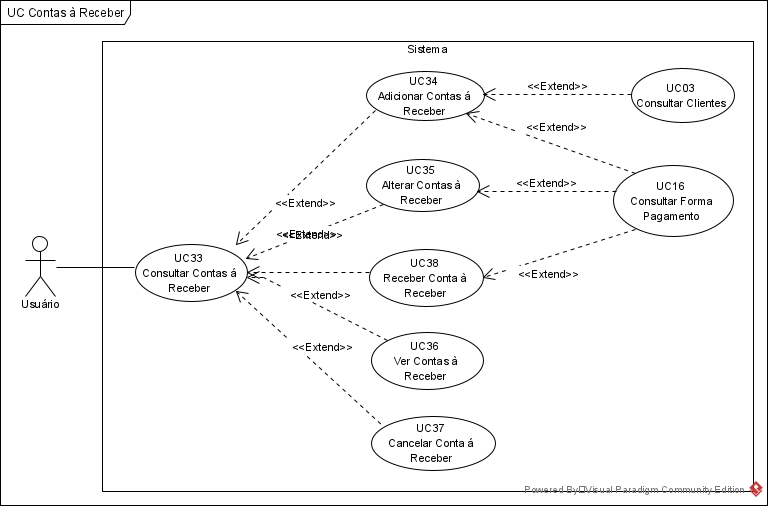 UC Contas à Receber
Sistema
UC34
Adicionar Contas á
Receber
<<Extend>>
UC03
Consultar Clientes
<<Extend>>
UC35
Alterar Contas à
Receber
<<Extend>>
UC16
Consultar Forma
Pagamento
<<Extend>>
<<Extend>>
<<Extend>>
UC33
Consultar Contas á
Receber
UC38
Receber Conta à
Receber
<<Extend>>
<<Extend>>
Usuário
UC36
Ver Contas à
Receber
<<Extend>>
UC37
Cancelar Conta á
Receber
Powered By Visual Paradigm Community Edition